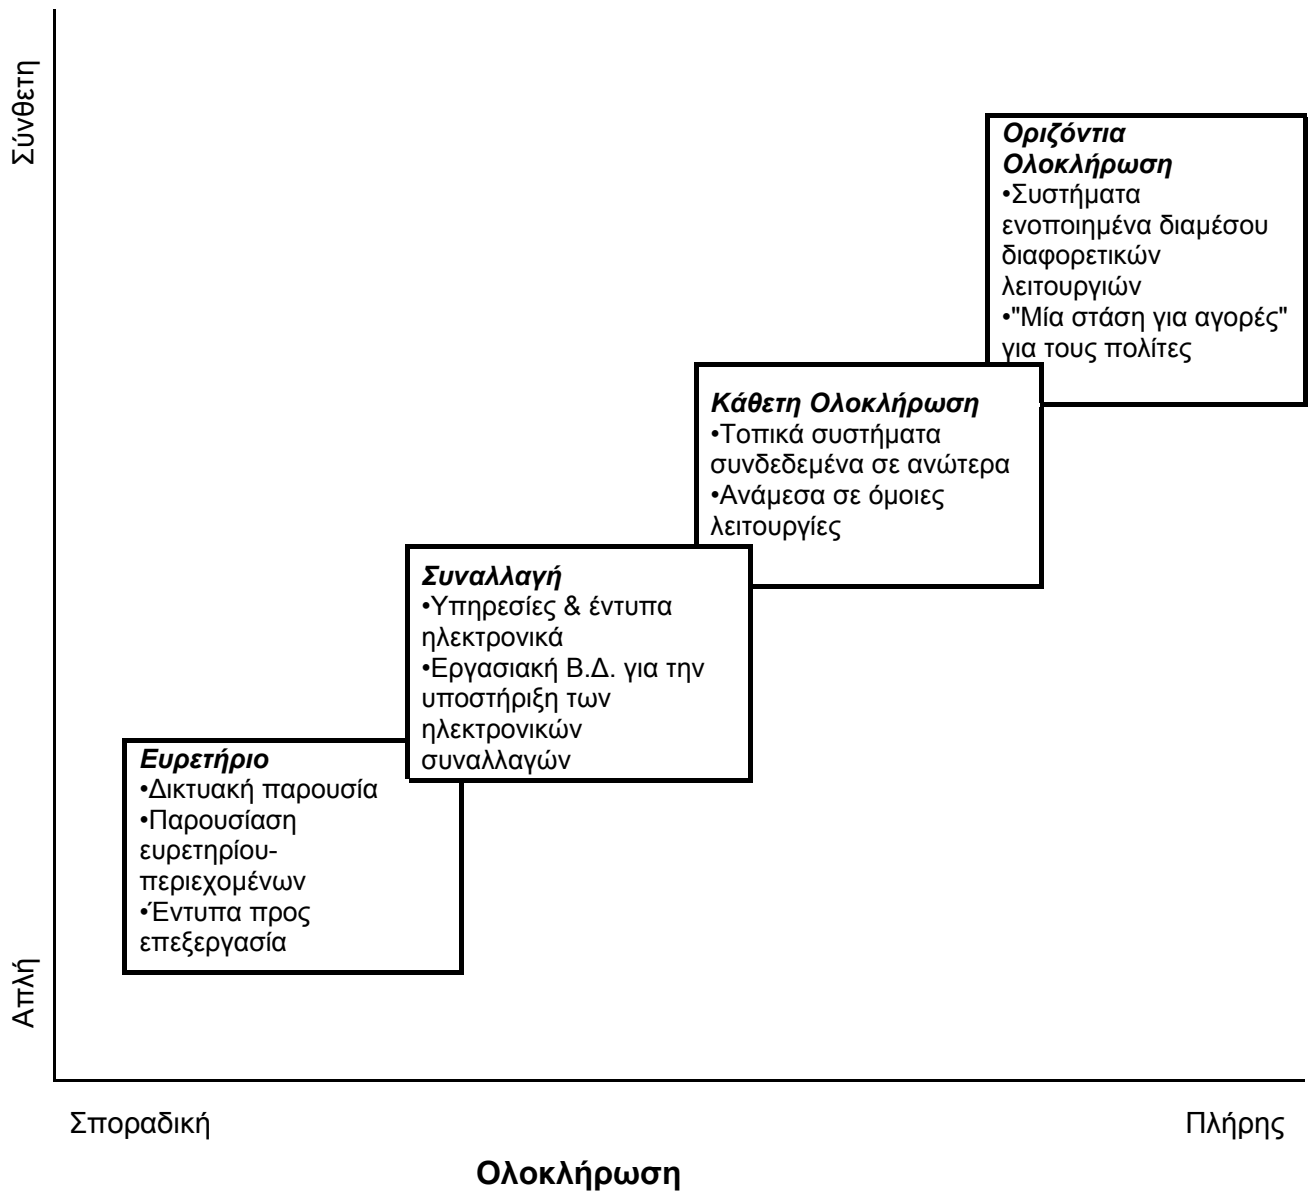 Σύνθετη
Οριζόντια
Ολοκλήρωση
•Συστήματα
ενοποιημένα διαμέσου
διαφορετικών
λειτουργιών
•"Μία στάση για αγορές"
για τους πολίτες
Κάθετη Ολοκλήρωση
•Τοπικά συστήματα
συνδεδεμένα σε ανώτερα
•Ανάμεσα σε όμοιες
λειτουργίες
Συναλλαγή
•Υπηρεσίες & έντυπα
ηλεκτρονικά
•Εργασιακή Β.Δ. για την
υποστήριξη των
ηλεκτρονικών
συναλλαγών
Ευρετήριο
•Δικτυακή παρουσία
•Παρουσίαση
ευρετηρίου-
περιεχομένων
•Έντυπα προς
επεξεργασία
Απλή
Σποραδική
Πλήρης
Ολοκλήρωση